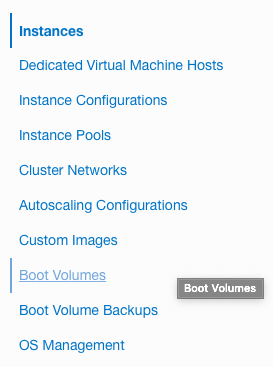 Instances
Dedicated Virtual Machine Hosts
Instance Configurations
Instance Pools
Cluster Networks
Autoscaling Configurations
Custom Images
Boot Volumes
Boot Volumes
Boot Volume Backups
OS Management